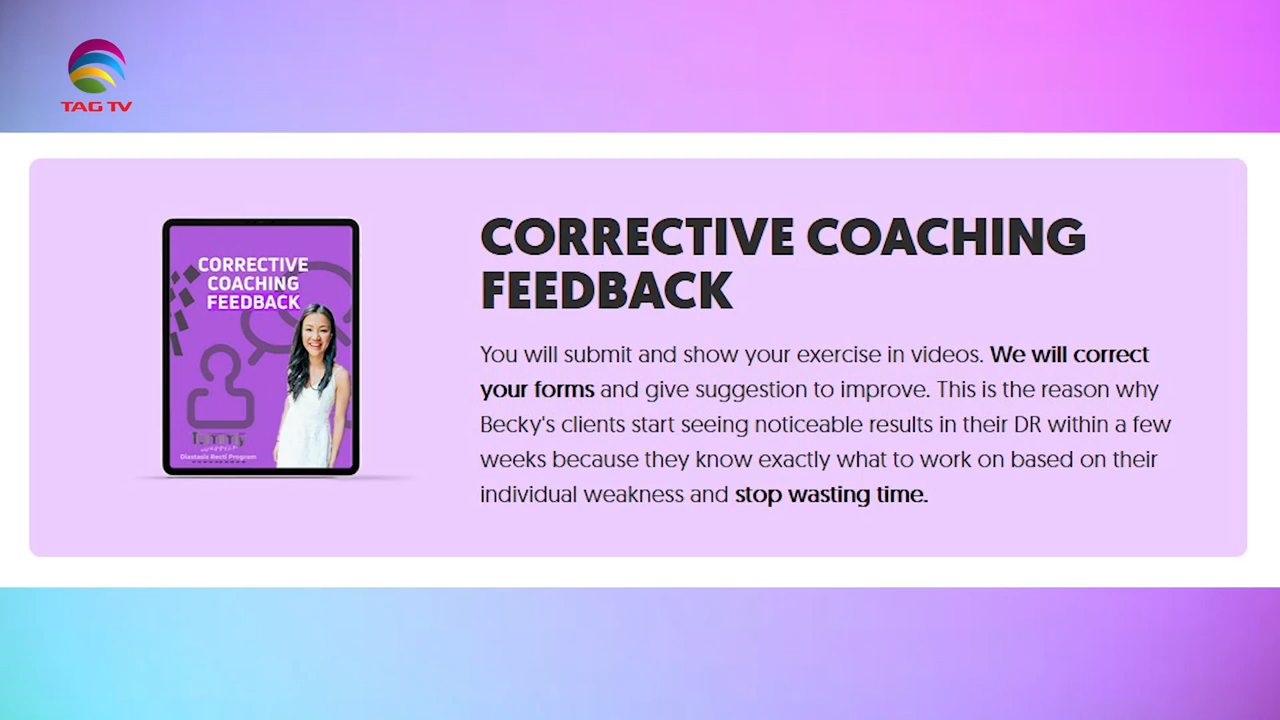 TAG TV
CORRECTIVE
COACHING
FEEDBACK
Tummy
Diastasis Recti Program
CORRECTIVE COACHING
FEEDBACK
You will submit and show your exercise in videos. We will correct
your forms and give suggestion to improve. This is the reason why
Becky's clients start seeing noticeable results in their DR within a few
weeks because they know exactly what to work on based on their
individual weakness and stop wasting time.